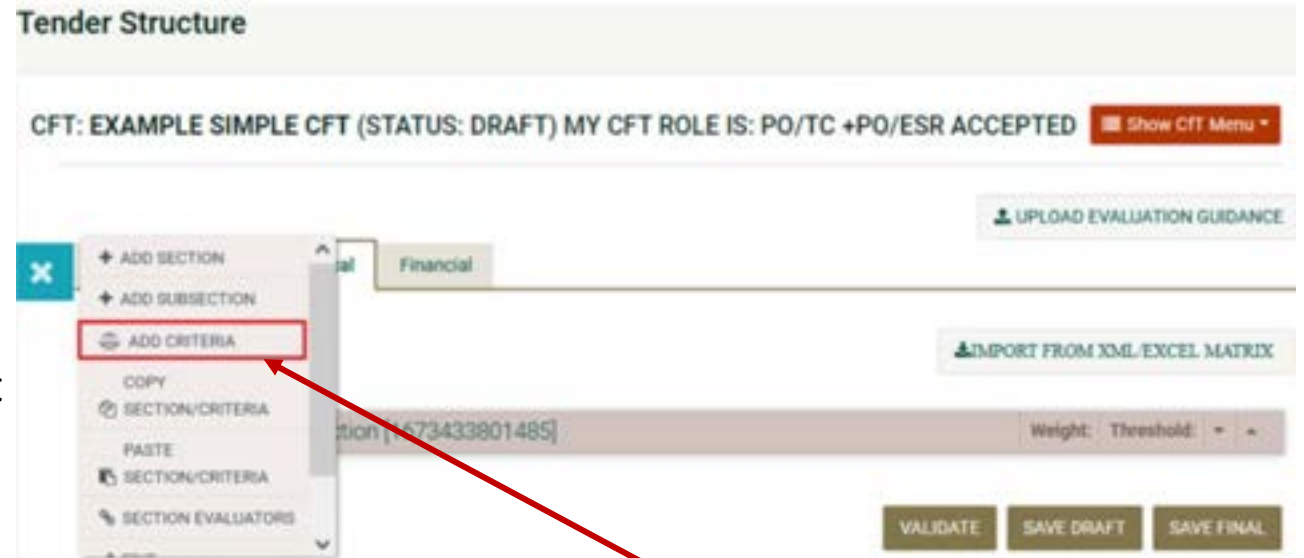 Tender Structure
CFT: EXAMPLE SIMPLE CFT (STATUS: DRAFT) MY CFT ROLE IS: PO/TC +PO/ESR ACCEPTED
Show CfT Menu
UPLOAD EVALUATION GUIDANCE
ADD SECTION
Financial
ADD SUBSECTION
ADD CRITERIA
IMPORT FROM XML/EXCEL MATRIX
COPY
SECTION/CRITERIA
[1673433801485]
Weight: Threshold:
PASTE
SECTION/CRITERIA
SECTION EVALUATORS
VALIDATE SAVE DRAFT SAVE FINAL